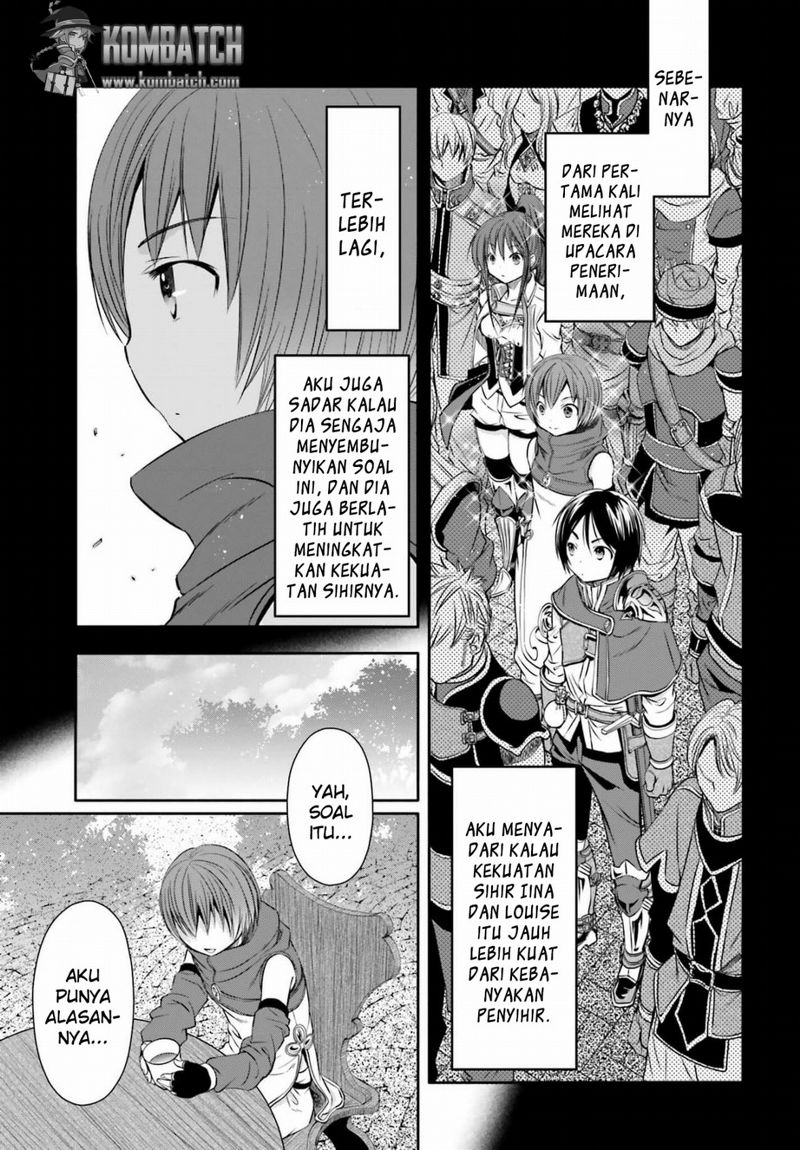 KOMBATCH
www.kombatch.com
SEBE-
NAR-
NYA
DARI PER-
TAMA KALI
MELIHAT
MEREKA DI
UPACARA
PENERI-
MAAN,
AKU MENYA-
DARI KALAU
KEKUATAN
SIHIR IINA
DAN LOUISE
ITU JAUH
LEBIH KUAT
DARI KEBA-
NYAKAN
PENYIHIR.
TER-
LEBIH
LAGI,
AKU JUGA
SADAR KALAU
DIA SENGAJA
MENYEMBU-
NYIKAN SOAL
INI, DAN DIA
JUGA BERLA-
TIH UNTUK
MENINGKAT-
KAN KEKUA-
TAN SIHIRNYA.
YAH,
SOAL
ITU...
AKU
PUNYA
ALASAN-
NYA...